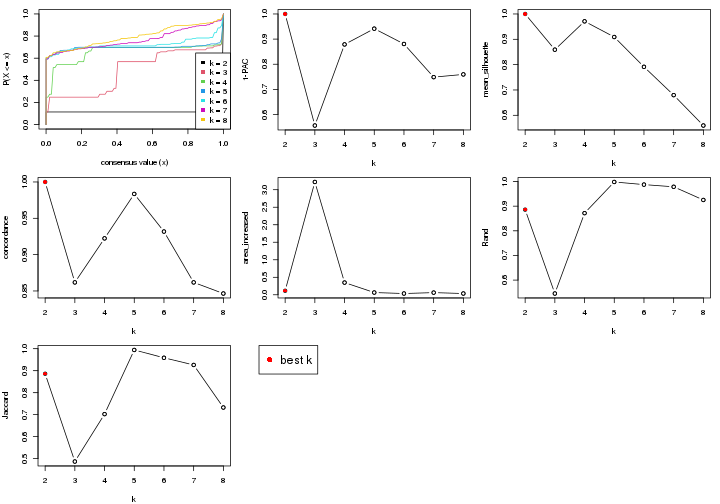 P(X <= x)
0.0 0.2 0.4 0.6 0.8 1.0
k = 2
k = 3
k = 4
k = 5
k = 6
k = 7
k = 8
0.0 0.2 0.4 0.6 0.8 1.0
consensus value (x)
1-PAC
0.6 0.7 0.8 0.9 1.0
2 3 4 5 6 7 8
k
mean_silhouette
0.6 0.7 0.8 0.9 1.0
2 3 4 5 6 7 8
k
concordance
0.85 0.90 0.95 1.00
2 3 4 5 6 7 8
k
area_increased
0.0 0.5 1.0 1.5 2.0 2.5 3.0
2 3 4 5 6 7 8
k
Rand
0.6 0.7 0.8 0.9 1.0
2 3 4 5 6 7 8
k
Jaccard
0.5 0.6 0.7 0.8 0.9 1.0
2 3 4 5 6 7 8
k
best k